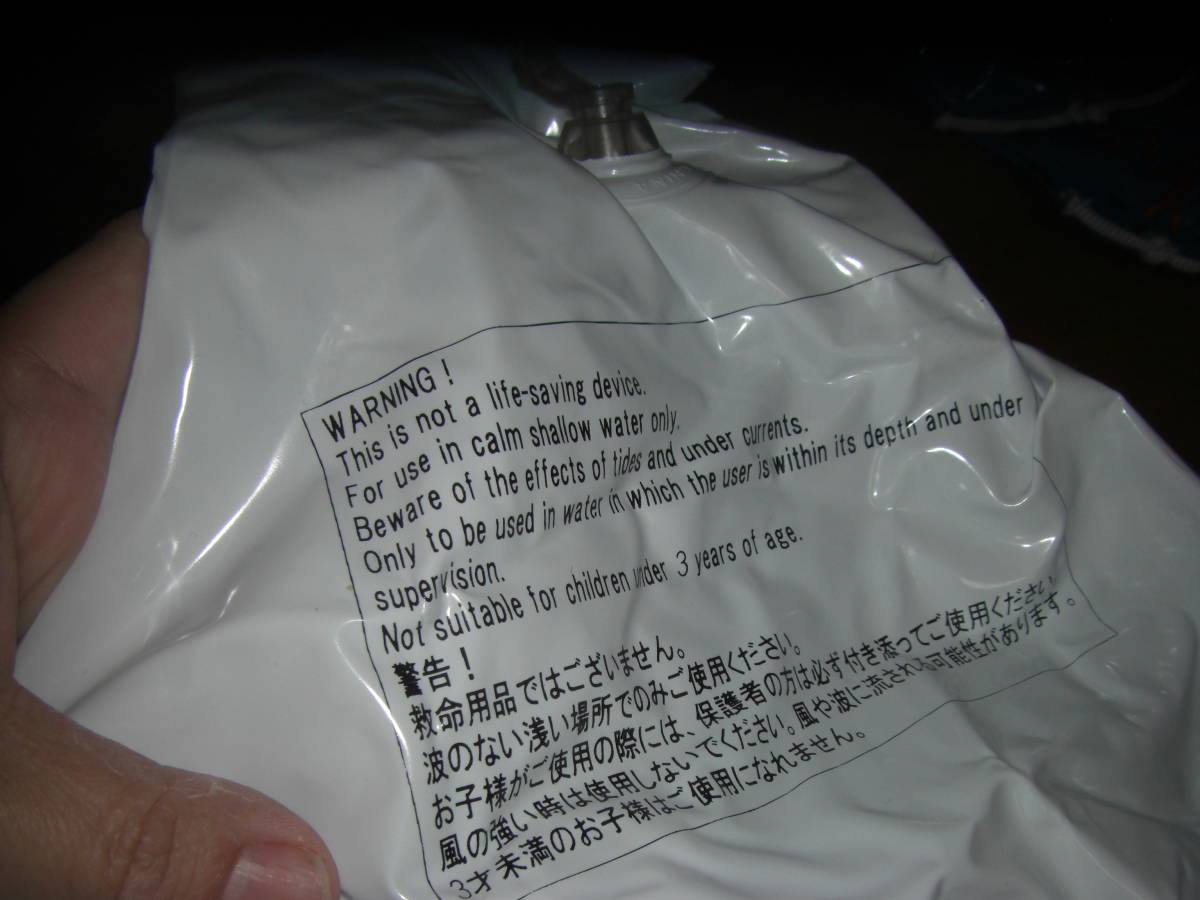 WARNING!
This is not a life-saving device.
For use in calm shallow water only.
Beware of the effects of tides and under currents.
Only to be used in water in which the user is within its depth and under
supervision.
Not suitable for children under 3 years of age.
警告！
救命用品ではございません。
波のない浅い場所でのみご使用ください。
お子様がご使用の際には、保護者の方は必ず付き添ってご使用ください
風の強い時は使用しないでください。風や波に流される可能性があります。
3才未満のお子様はご使用になれません。